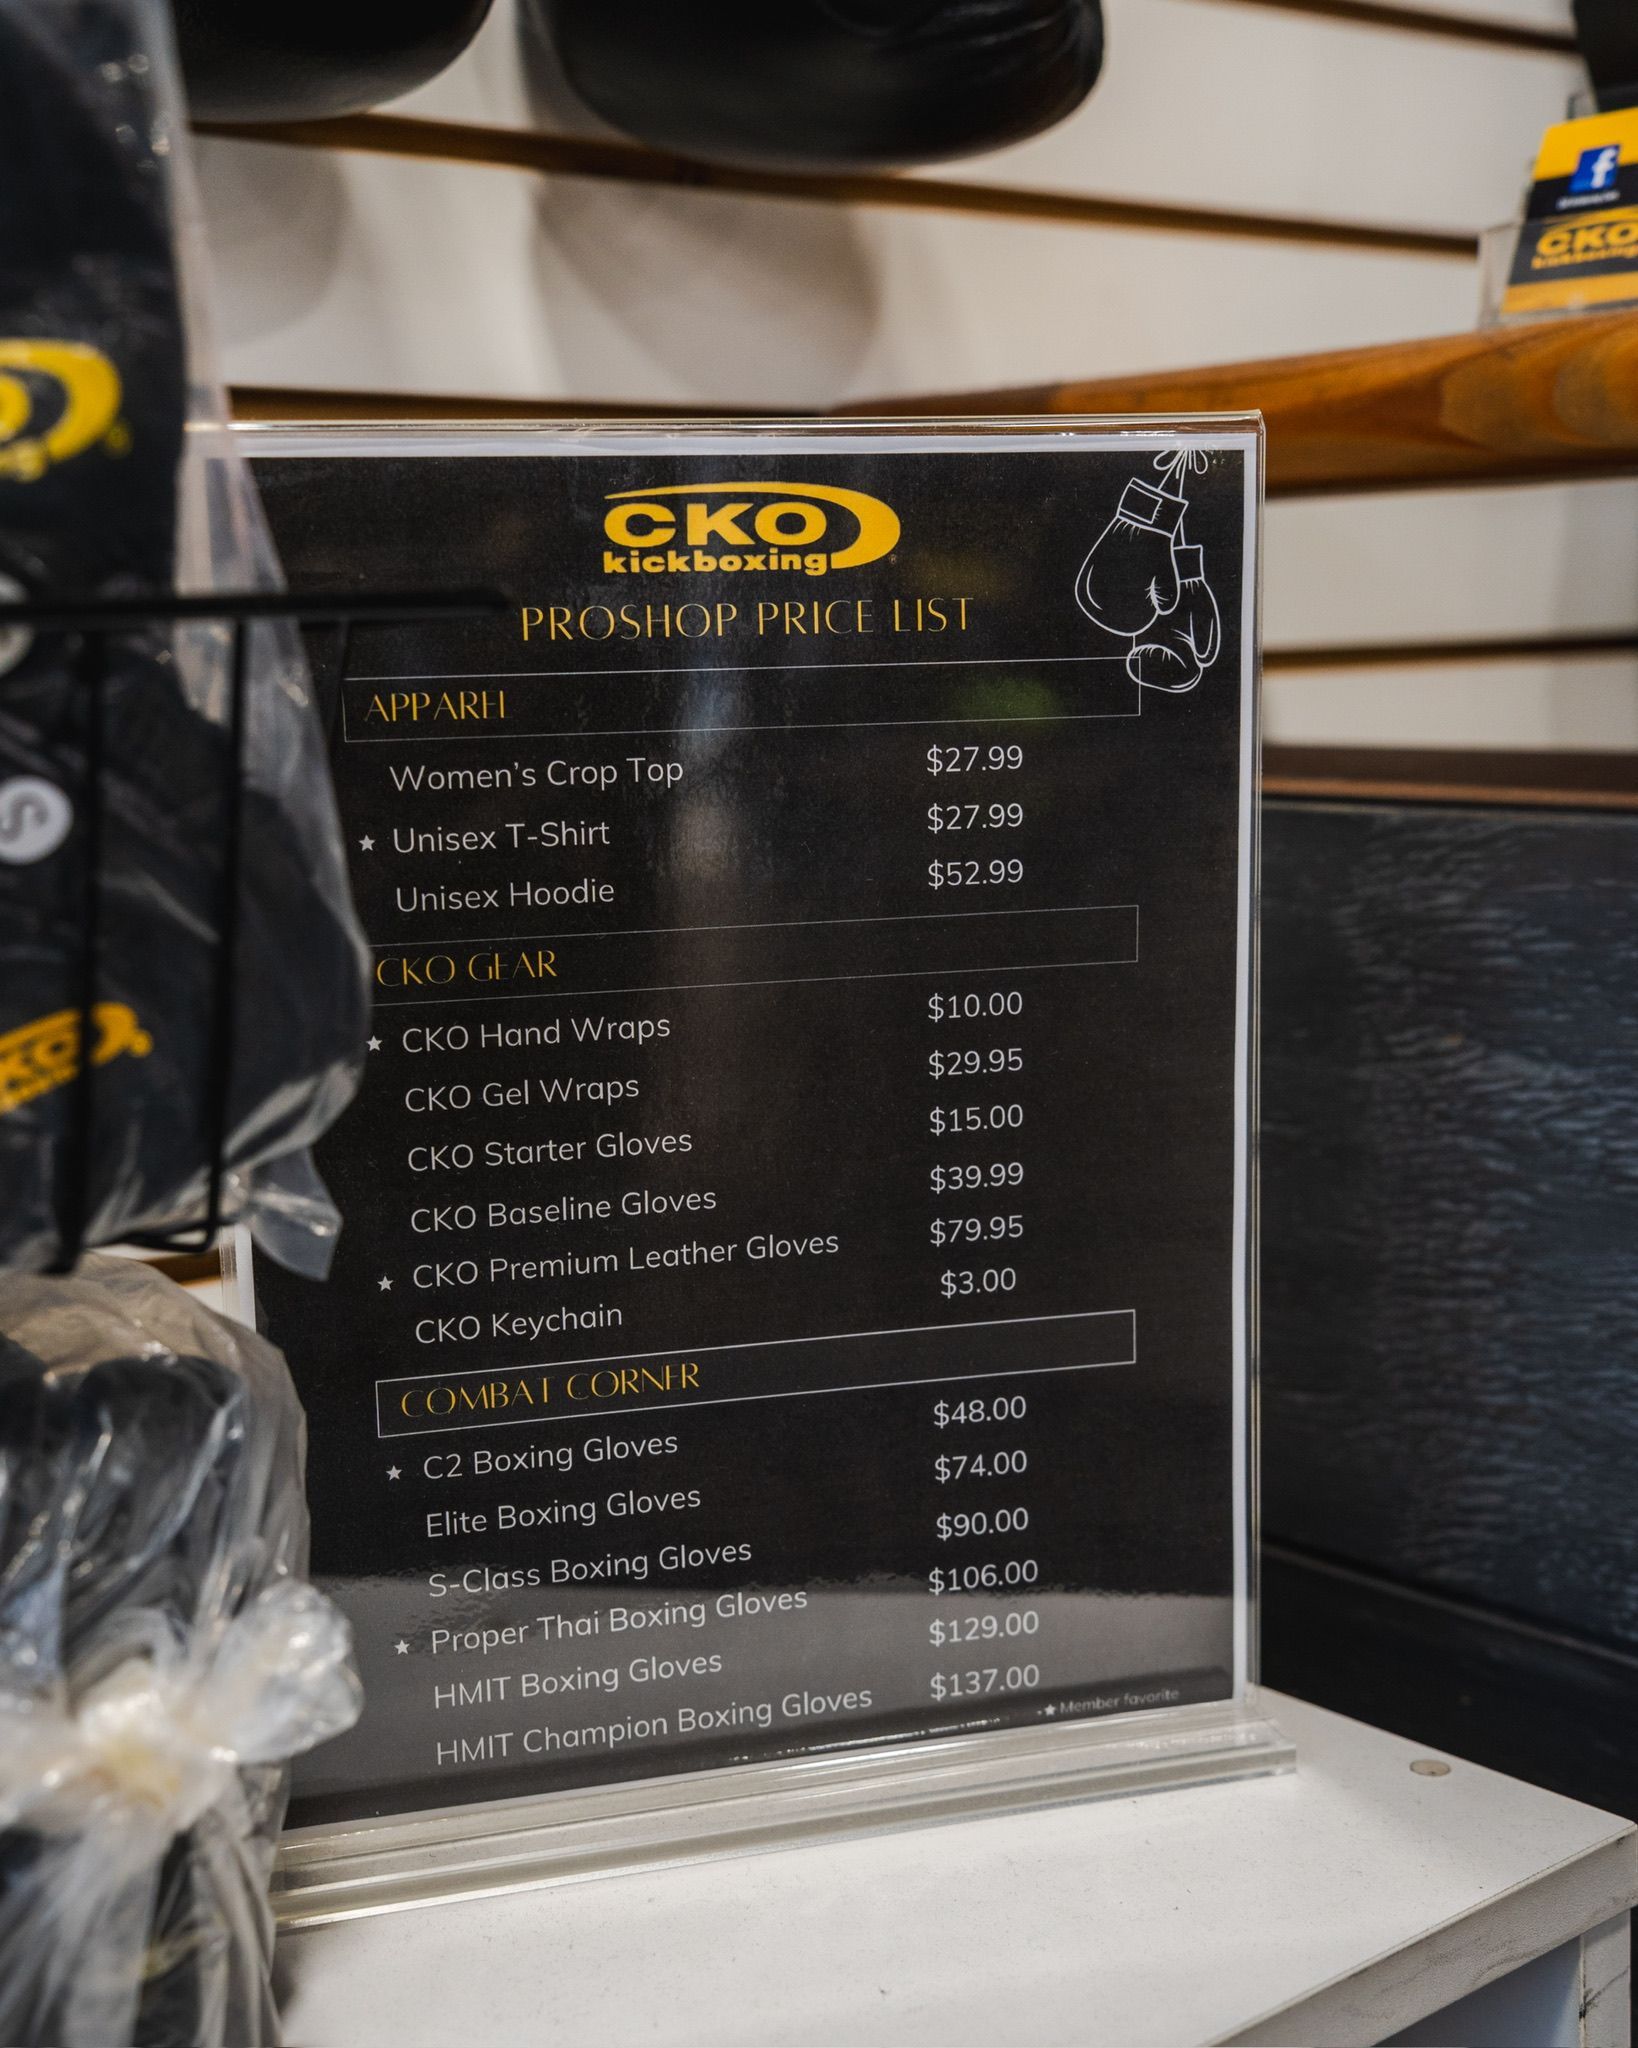 CKO
kickboxing
PROSHOP PRICE LIST
APPAREL
Women's Crop Top $27.99
★ Unisex T-Shirt $27.99
Unisex Hoodie $52.99
CKO GEAR
★ CKO Hand Wraps $10.00
CKO Gel Wraps $29.95
CKO Starter Gloves $15.00
CKO Baseline Gloves $39.99
★ CKO Premium Leather Gloves $79.95
CKO Keychain $3.00
COMBAT CORNER
★ C2 Boxing Gloves $48.00
Elite Boxing Gloves $74.00
S-Class Boxing Gloves $90.00
★ Proper Thai Boxing Gloves $106.00
HMIT Boxing Gloves $129.00
HMIT Champion Boxing Gloves $137.00
★ Member favorite
f
CKO
kickboxing
S
CKO